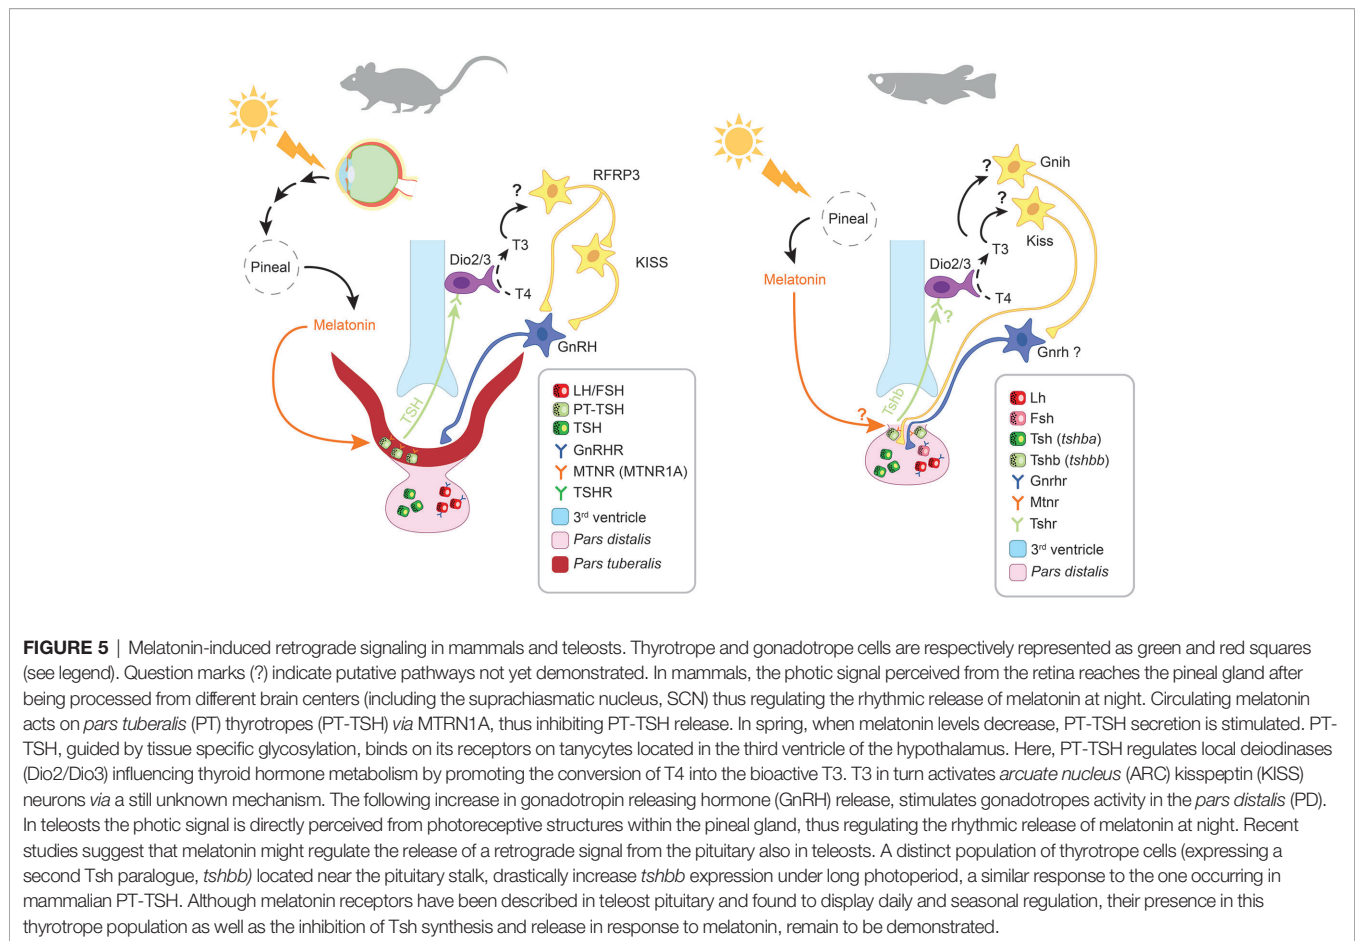 RFRP3
?
T3
KISS
Dio2/3
T4
Pineal
Melatonin
GnRH
TSH
LH/FSH
PT-TSH
TSH
GnRHR
MTNR (MTNR1A)
TSHR
3rd ventricle
Pars distalis
Pars tuberalis
?
Gnih
?
Kiss
Pineal
T3
Dio2/3
Melatonin
T4
?
Gnrh ?
Tshb
?
Lh
Fsh
Tsh (tshba)
Tshb (tshbb)
Gnrhr
Mtnr
Tshr
3rd ventricle
Pars distalis
FIGURE 5 | Melatonin-induced retrograde signaling in mammals and teleosts. Thyrotrope and gonadotrope cells are respectively represented as green and red squares
(see legend). Question marks (?) indicate putative pathways not yet demonstrated. In mammals, the photic signal perceived from the retina reaches the pineal gland after
being processed from different brain centers (including the suprachiasmatic nucleus, SCN) thus regulating the rhythmic release of melatonin at night. Circulating melatonin
acts on pars tuberalis (PT) thyrotropes (PT-TSH) via MTRN1A, thus inhibiting PT-TSH release. In spring, when melatonin levels decrease, PT-TSH secretion is stimulated. PT-
TSH, guided by tissue specific glycosylation, binds on its receptors on tanycytes located in the third ventricle of the hypothalamus. Here, PT-TSH regulates local deiodinases
(Dio2/Dio3) influencing thyroid hormone metabolism by promoting the conversion of T4 into the bioactive T3. T3 in turn activates arcuate nucleus (ARC) kisspeptin (KISS)
neurons via a still unknown mechanism. The following increase in gonadotropin releasing hormone (GnRH) release, stimulates gonadotropes activity in the pars distalis (PD).
In teleosts the photic signal is directly perceived from photoreceptive structures within the pineal gland, thus regulating the rhythmic release of melatonin at night. Recent
studies suggest that melatonin might regulate the release of a retrograde signal from the pituitary also in teleosts. A distinct population of thyrotrope cells (expressing a
second Tsh paralogue, tshbb) located near the pituitary stalk, drastically increase tshbb expression under long photoperiod, a similar response to the one occurring in
mammalian PT-TSH. Although melatonin receptors have been described in teleost pituitary and found to display daily and seasonal regulation, their presence in this
thyrotrope population as well as the inhibition of Tsh synthesis and release in response to melatonin, remain to be demonstrated.